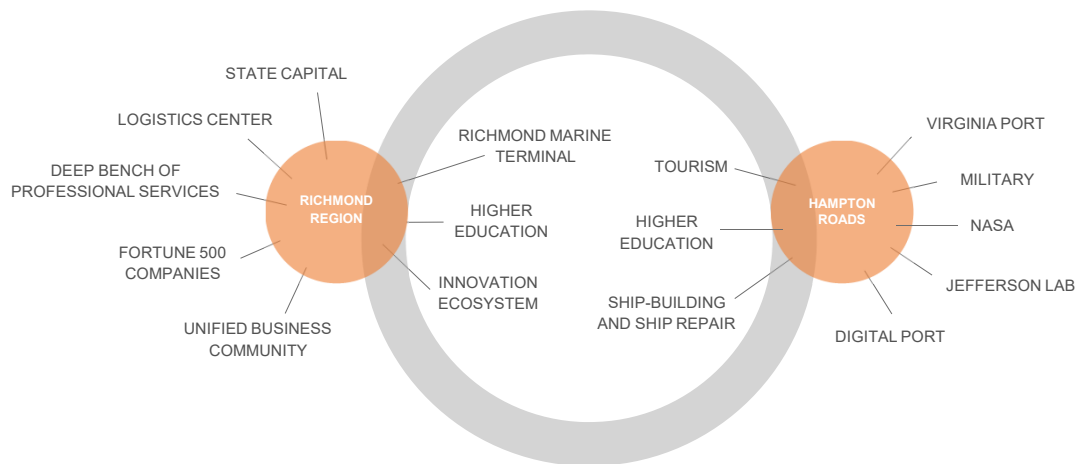 STATE CAPITAL
LOGISTICS CENTER
DEEP BENCH OF
PROFESSIONAL SERVICES
FORTUNE 500
COMPANIES
UNIFIED BUSINESS
COMMUNITY
RICHMOND
REGION
RICHMOND MARINE
TERMINAL
HIGHER
EDUCATION
INNOVATION
ECOSYSTEM
TOURISM
HIGHER
EDUCATION
SHIP-BUILDING
AND SHIP REPAIR
HAMPTON
ROADS
VIRGINIA PORT
MILITARY
NASA
JEFFERSON LAB
DIGITAL PORT